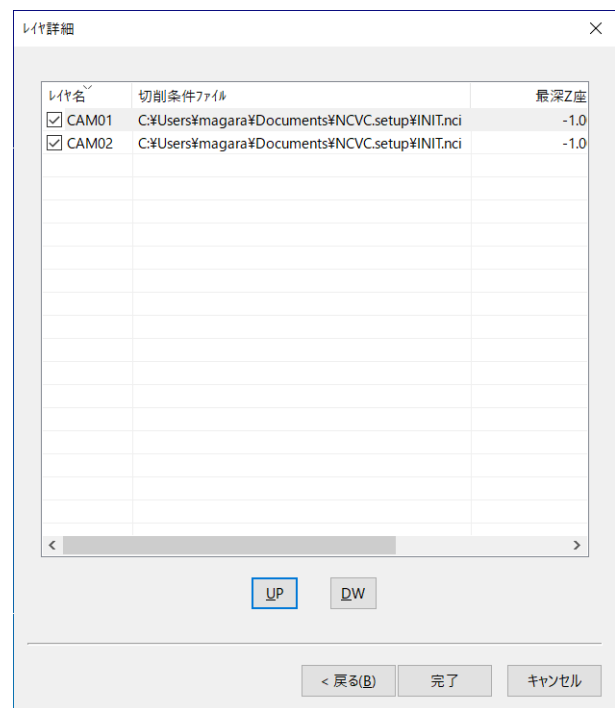 ﾚｲﾔ詳細
ﾚｲﾔ名 切削条件ﾌｧｲﾙ 最深Z座
CAM01 C:¥Users¥magara¥Documents¥NCVC.setup¥INIT.nci -1.0
CAM02 C:¥Users¥magara¥Documents¥NCVC.setup¥INIT.nci -1.0
UP DW
< 戻る(B) 完了 キャンセル